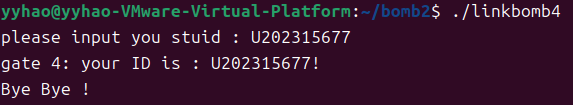 yyhao@yyhao-VMware-Virtual-Platform:~/bomb2$ ./linkbomb4
please input you stuid : U202315677
gate 4: your ID is : U202315677!
Bye Bye !